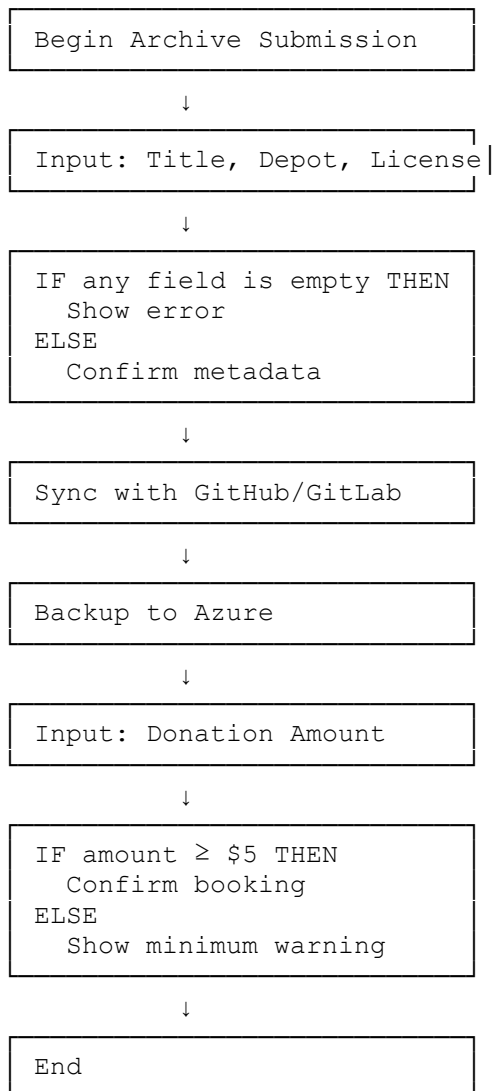 Begin Archive Submission
↓
Input: Title, Depot, License|
↓
IF any field is empty THEN
Show error
ELSE
Confirm metadata
↓
Sync with GitHub/GitLab
↓
Backup to Azure
↓
Input: Donation Amount
↓
IF amount ≥ $5 THEN
Confirm booking
ELSE
Show minimum warning
↓
End